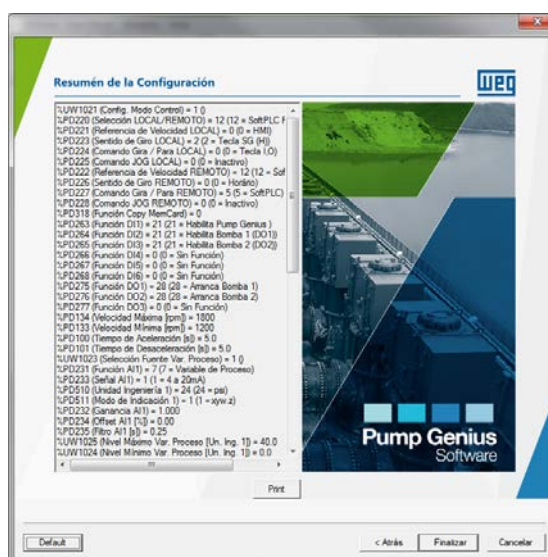 Resumén de la Configuración
WEG
%UW1021 (Config. Modo Control) = 1 ()
%PD220 (Selección LOCAL/REMOTO) = 12 (12 = SoftPLC
%PD221 (Referencia de Velocidad LOCAL) = 0 (0 = HMI)
%PD223 (Sentido de Giro LOCAL) = 2 (2 = Tecla SG (H))
%PD224 (Comando Gira / Para LOCAL) = 0 (0 = Tecla I,O)
%PD225 (Comando JOG LOCAL) = 0 (0 = Inactivo)
%PD222 (Referencia de Velocidad REMOTO) = 12 (12 = Sof
%PD226 (Sentido de Giro REMOTO) = 0 (0 = Horário)
%PD227 (Comando Gira / Para REMOTO) = 5 (5 = SoftPLC)
%PD228 (Comando JOG REMOTO) = 0 (0 = Inactivo)
%PD318 (Función Copy MemCard) = 0
%PD263 (Función DI1) = 21 (21 = Habilita Pump Genius )
%PD264 (Función DI2) = 21 (21 = Habilita Bomba 1 (DO1))
%PD265 (Función DI3) = 21 (21 = Habilita Bomba 2 (DO2))
%PD266 (Función DI4) = 0 (0 = Sin Función)
%PD267 (Función DI5) = 0 (0 = Sin Función)
%PD268 (Función DI6) = 0 (0 = Sin Función)
%PD275 (Función DO1) = 28 (28 = Arranca Bomba 1)
%PD276 (Función DO2) = 28 (28 = Arranca Bomba 2)
%PD277 (Función DO3) = 0 (0 = Sin Función)
%PD134 (Velocidad Máxima [rpm]) = 1800
%PD133 (Velocidad Mínima [rpm]) = 1200
%PD100 (Tiempo de Aceleración [s]) = 5.0
%PD101 (Tiempo de Desaceleración [s]) = 5.0
%UW1023 (Selección Fuente Var. Proceso) = 1 ()
%PD231 (Función AI1) = 7 (7 = Variable de Proceso)
%PD233 (Señal AI1) = 1 (1 = 4 a 20mA)
%PD510 (Unidad Ingeniería 1) = 24 (24 = psi)
%PD511 (Modo de Indicación 1) = 1 (1 = xyw.z)
%PD232 (Ganancia AI1) = 1.000
%PD234 (Offset AI1 [%]) = 0.00
%PD235 (Filtro AI1 [s]) = 0.25
%UW1025 (Nivel Máximo Var. Proceso [Un. Ing. 1]) = 40.0
%UW1024 (Nivel Mínimo Var. Proceso [Un. Ing. 1]) = 0.0
Pump Genius
Software
Print
Default
< Atrás
Finalizar
Cancelar